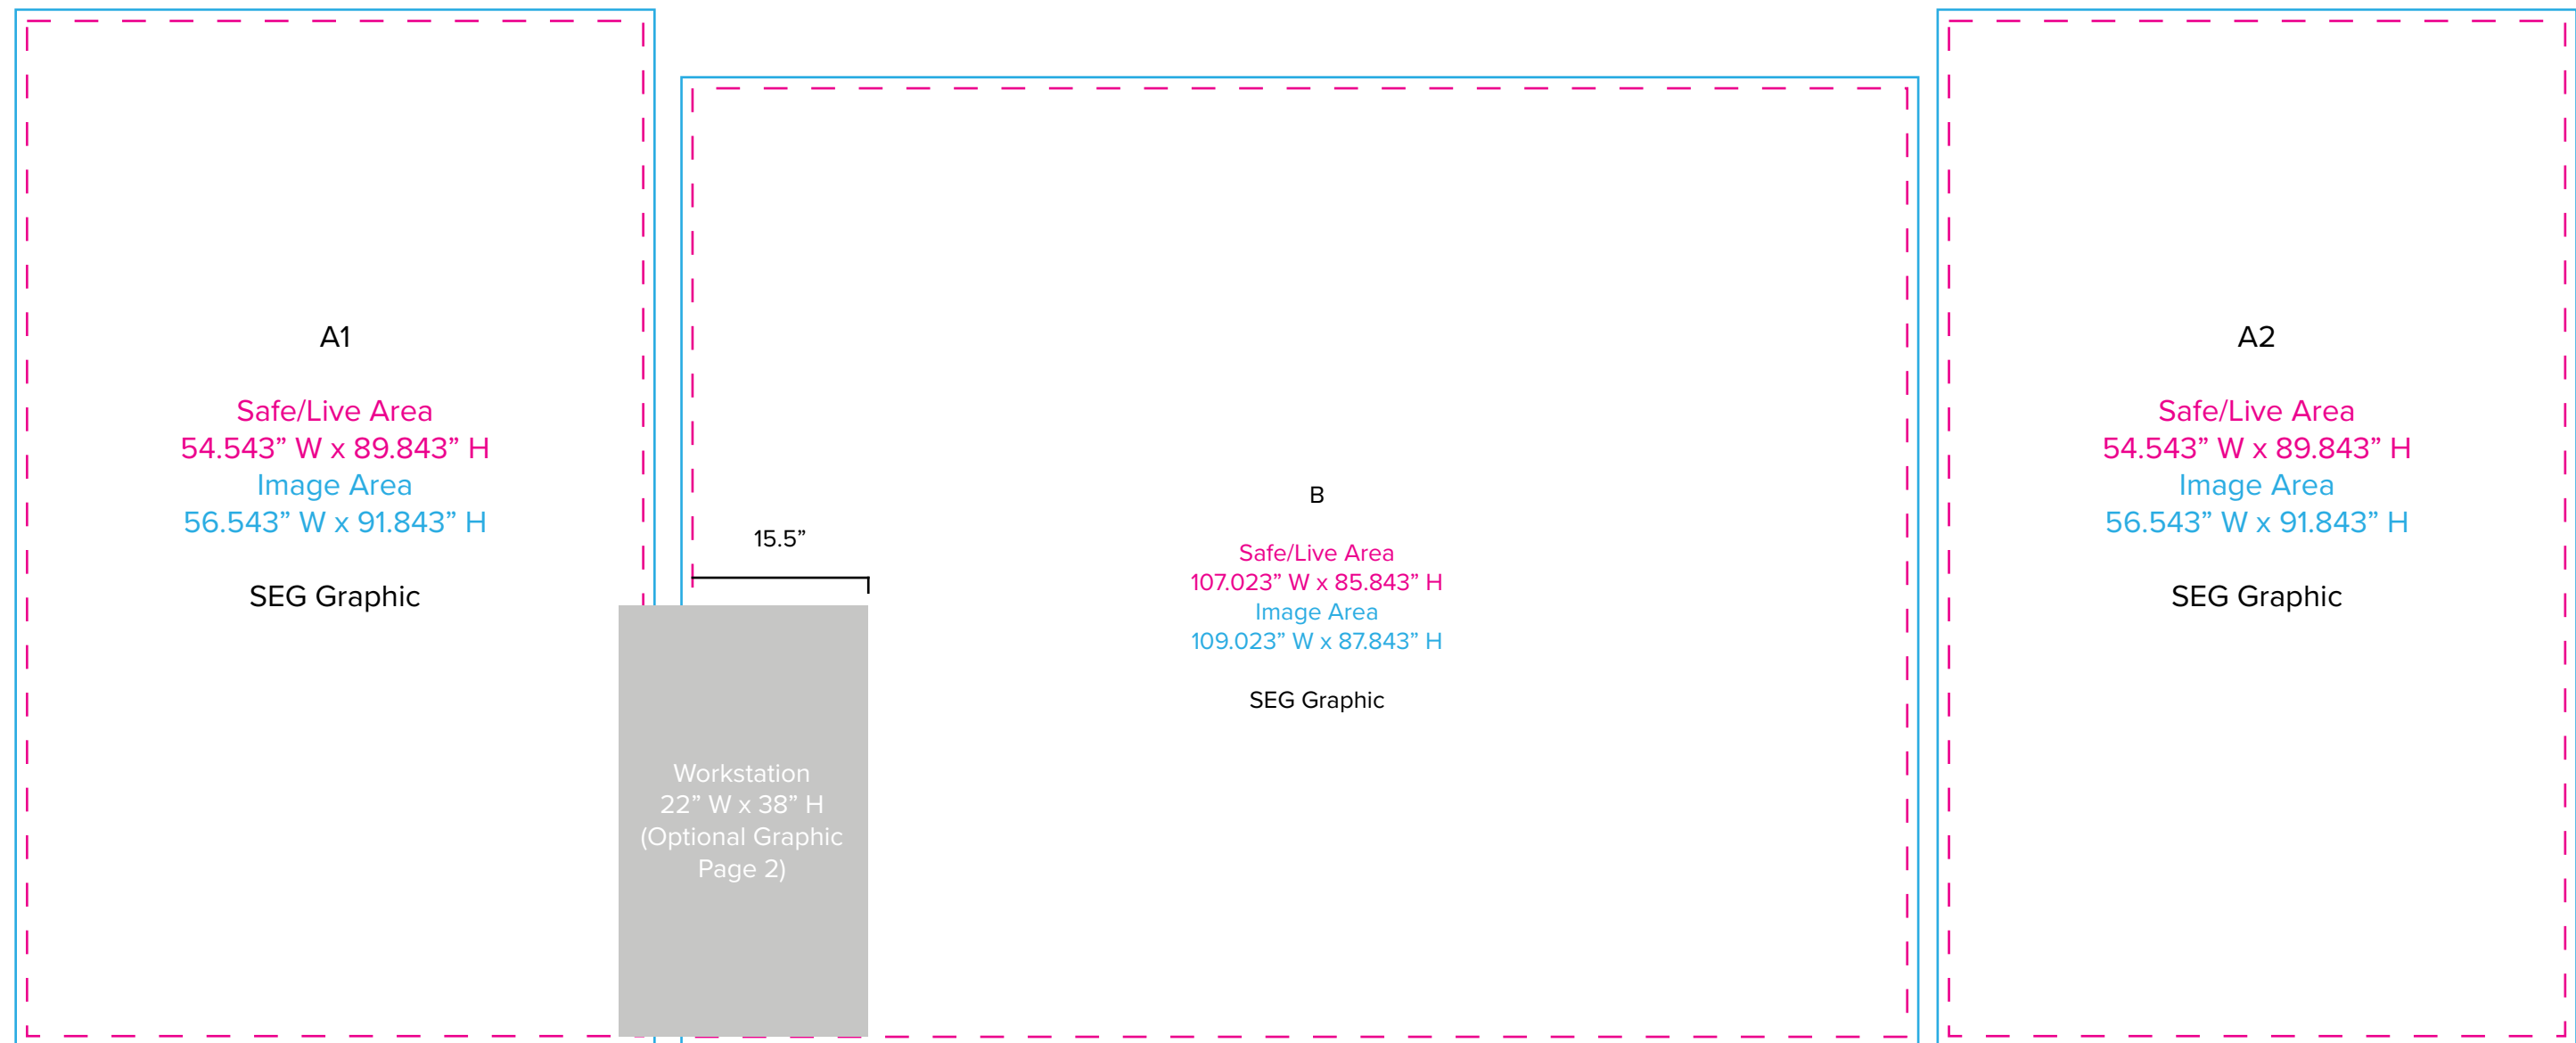 A1
Safe/Live Area
54.543” W x 89.843” H
Image Area
56.543” W x 91.843” H
SEG Graphic
15.5”
Workstation
22” W x 38” H
(Optional Graphic
Page 2)
B
Safe/Live Area
107.023” W x 85.843” H
Image Area
109.023” W x 87.843” H
SEG Graphic
A2
Safe/Live Area
54.543” W x 89.843” H
Image Area
56.543” W x 91.843” H
SEG Graphic